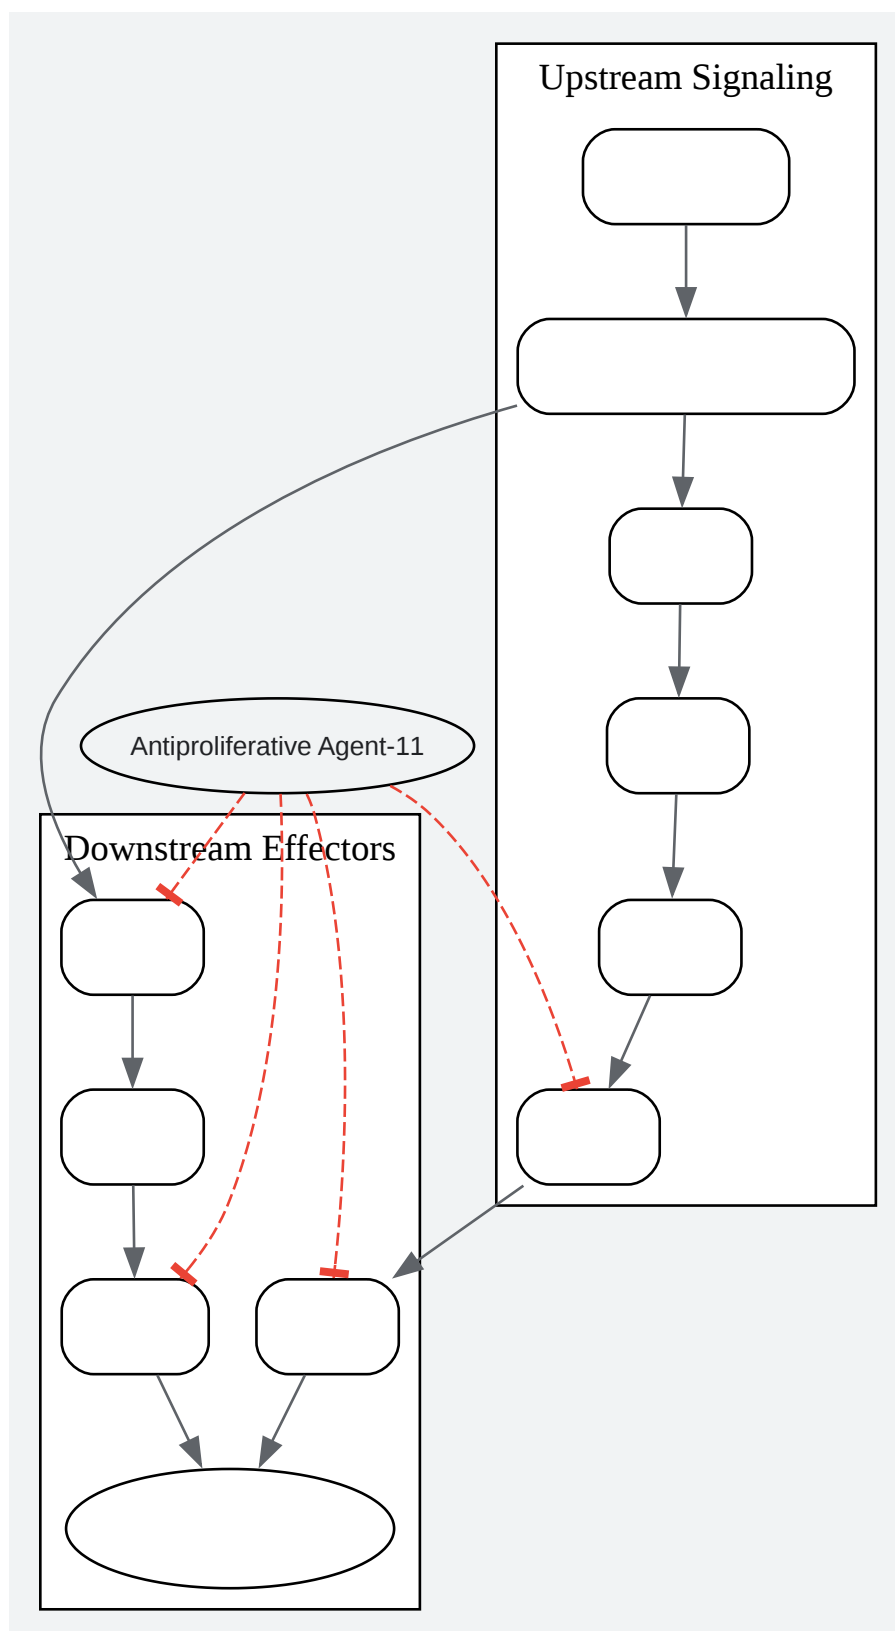 Upstream Signaling
Antiproliferative Agent-11
Downstream Effectors